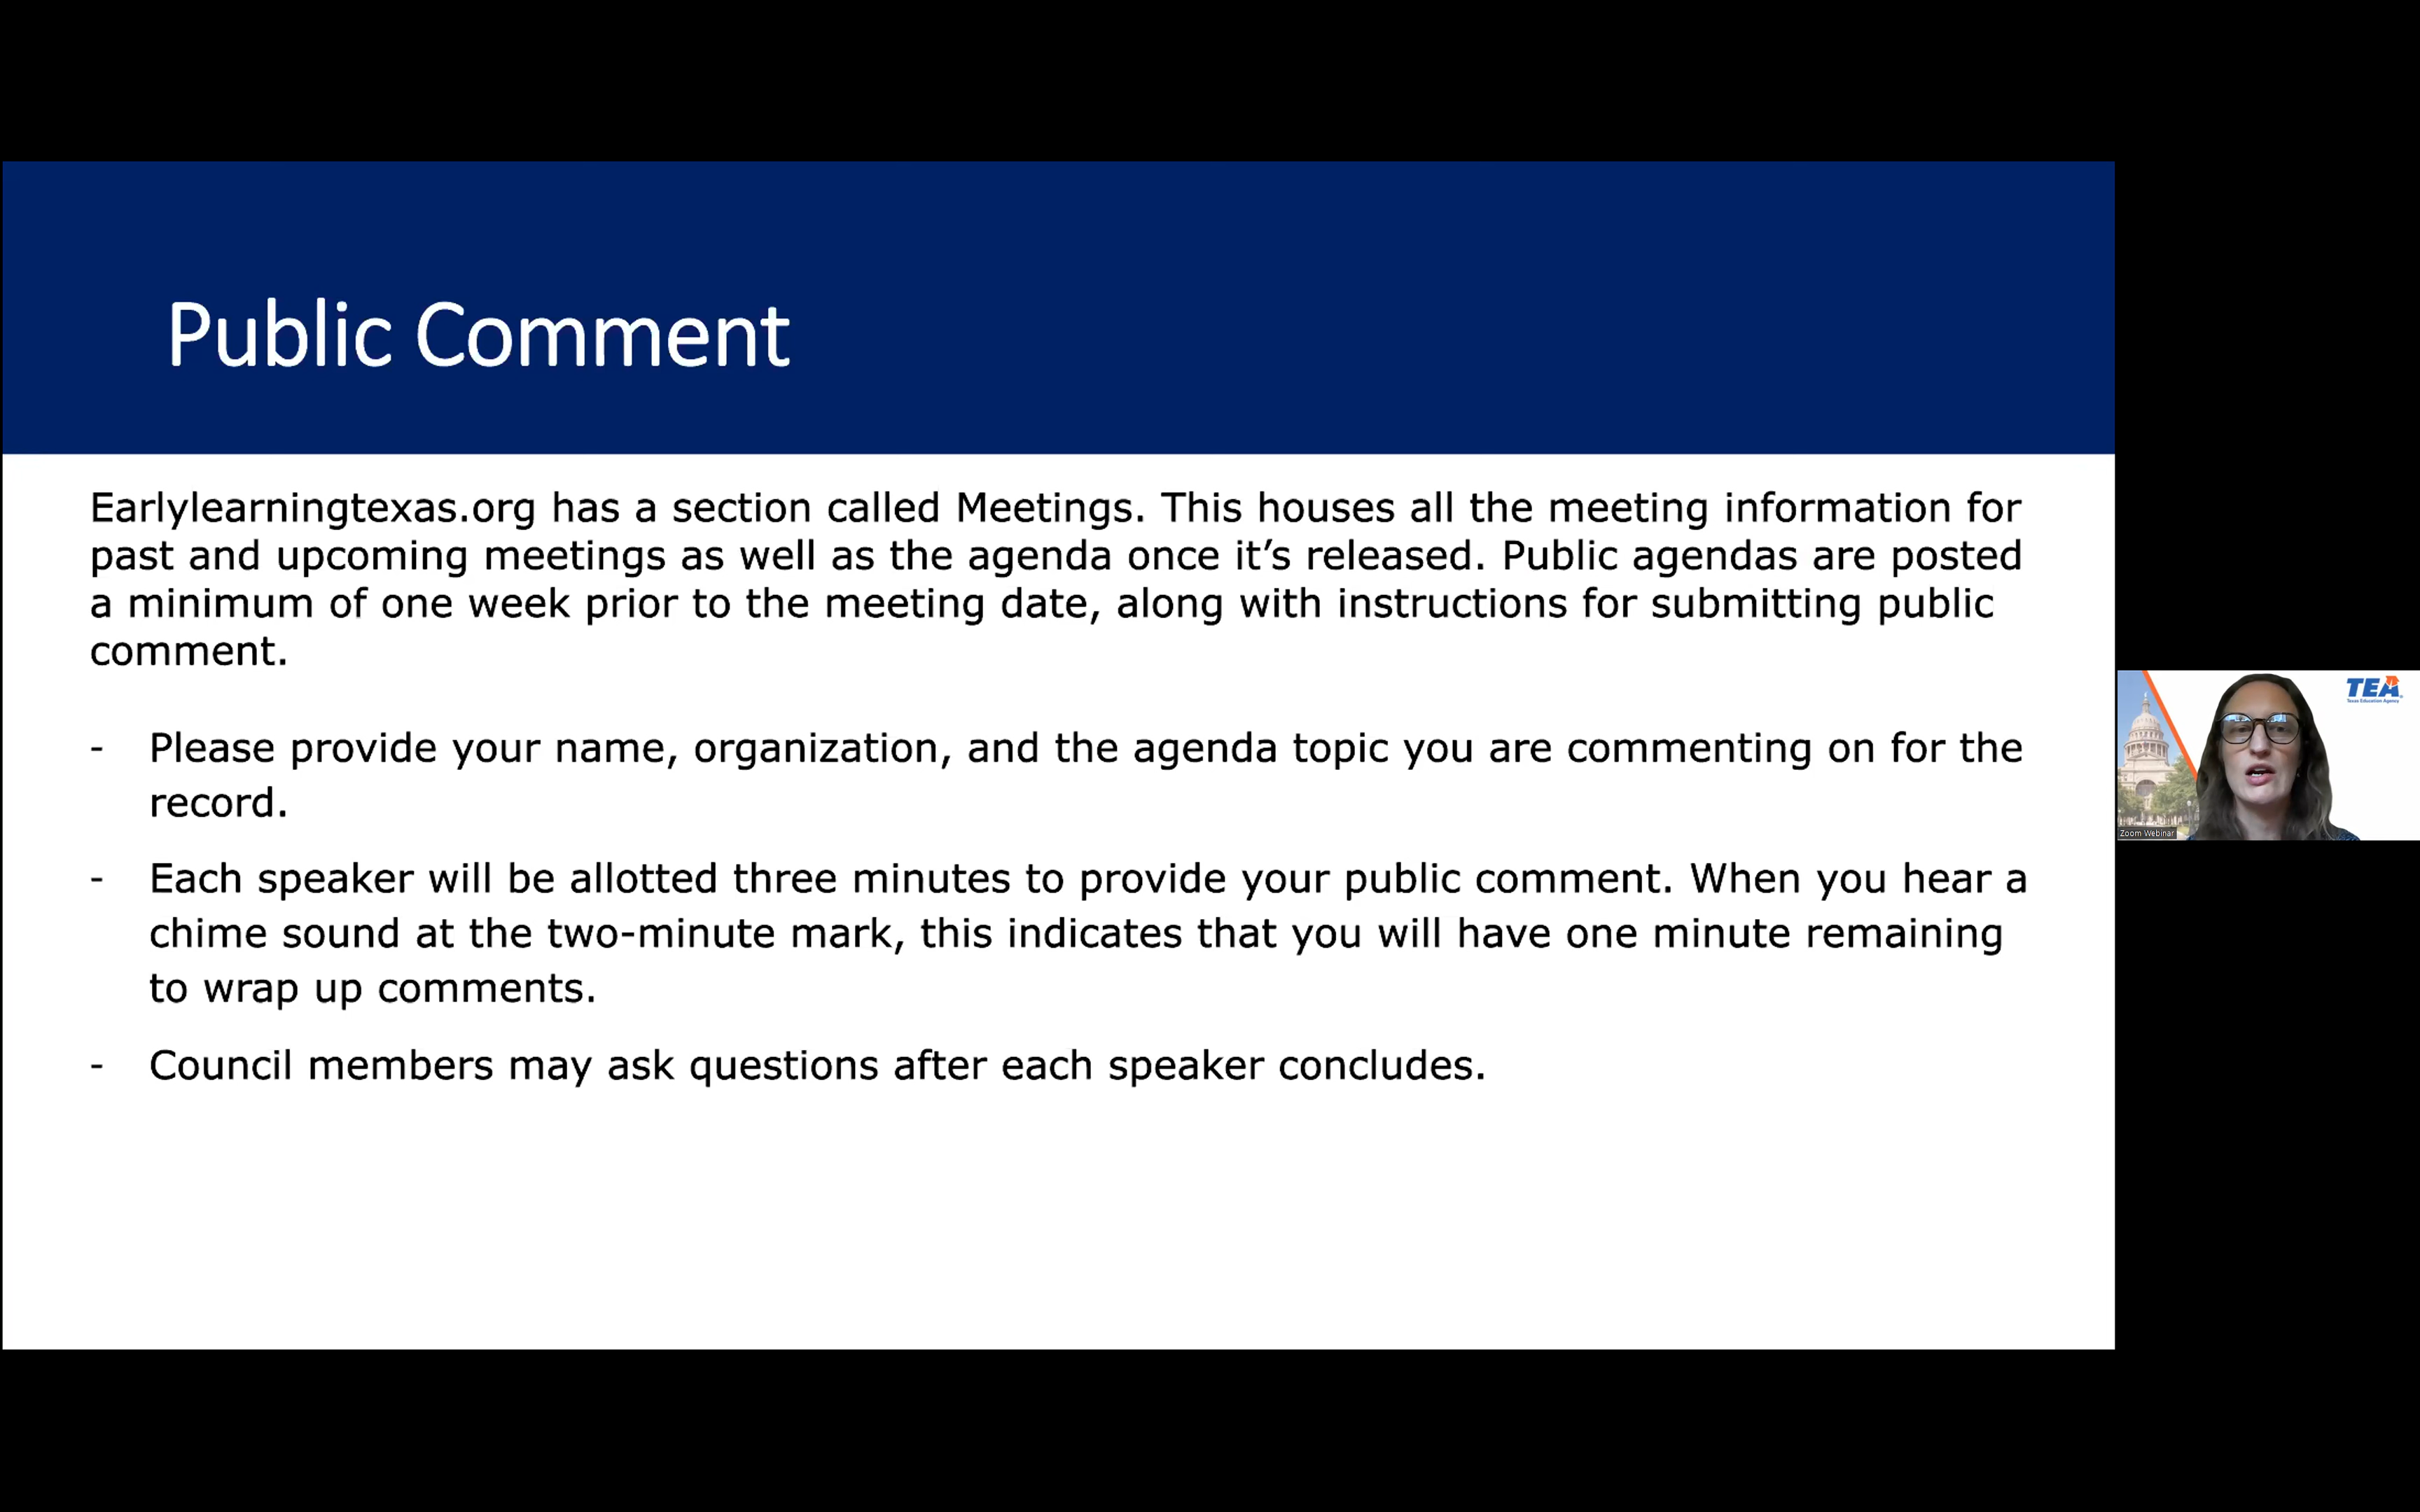 Public Comment
Earlylearningtexas.org has a section called Meetings. This houses all the meeting information for
past and upcoming meetings as well as the agenda once it’s released. Public agendas are posted
a minimum of one week prior to the meeting date, along with instructions for submitting public
comment.
- Please provide your name, organization, and the agenda topic you are commenting on for the
record.
- Each speaker will be allotted three minutes to provide your public comment. When you hear a
chime sound at the two-minute mark, this indicates that you will have one minute remaining
to wrap up comments.
- Council members may ask questions after each speaker concludes.
TEA
Texas Education Agency
Zoom Webinar